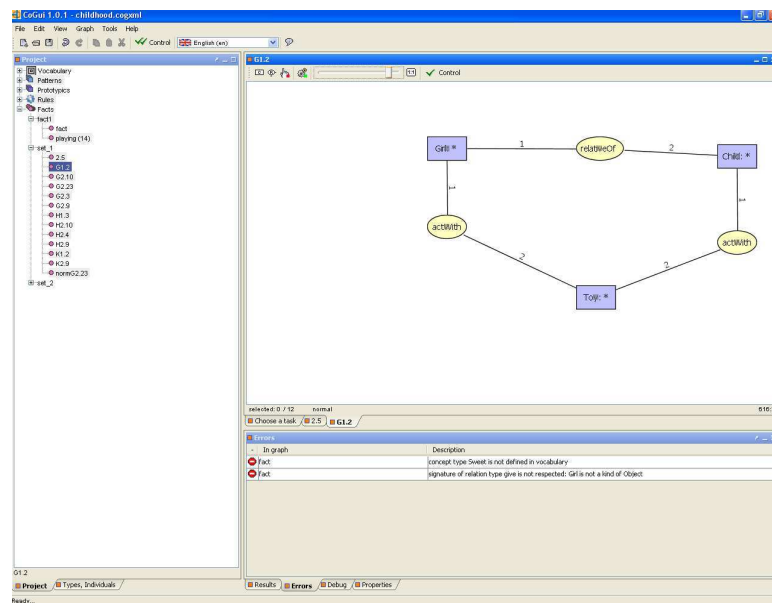 CoGui 1.0.1 - childhood.cogxml
File Edit View Graph Tools Help
Control English (en)
Project
Vocabulary
Patterns
Prototypics
Rules
Facts
fact1
fact
playing (14)
set_1
2.5
G1.2
G2.10
G2.23
G2.3
G2.9
H1.3
H2.10
H2.4
H2.9
K1.2
K2.9
normG2.23
set_2
G1.2
Project Types, Individuals
Ready...
G1.2
1:1 Control
Girl: * 1 relativeOf 2 Child: *
1 1
actWith actWith
2 2
Toy: *
selected: 0 / 12 normal 616:
Choose a task 2.5 G1.2
Errors
In graph Description
fact concept type Sweet is not defined in vocabulary
fact signature of relation type give is not respected: Girl is not a kind of Object
Results Errors Debug Properties